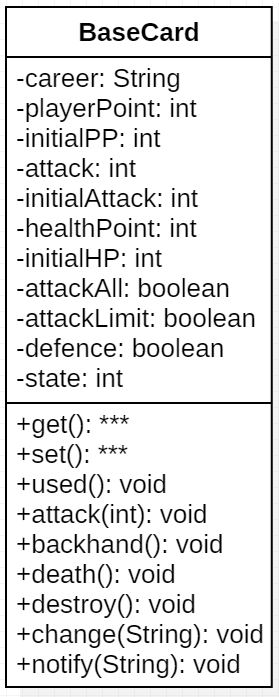 BaseCard
-career: String
-playerPoint: int
-initialPP: int
-attack: int
-initialAttack: int
-healthPoint: int
-initialHP: int
-attackAll: boolean
-attackLimit: boolean
-defence: boolean
-state: int
+get(): ***
+set(): ***
+used(): void
+attack(int): void
+backhand(): void
+death(): void
+destroy(): void
+change(String): void
+notify(String): void